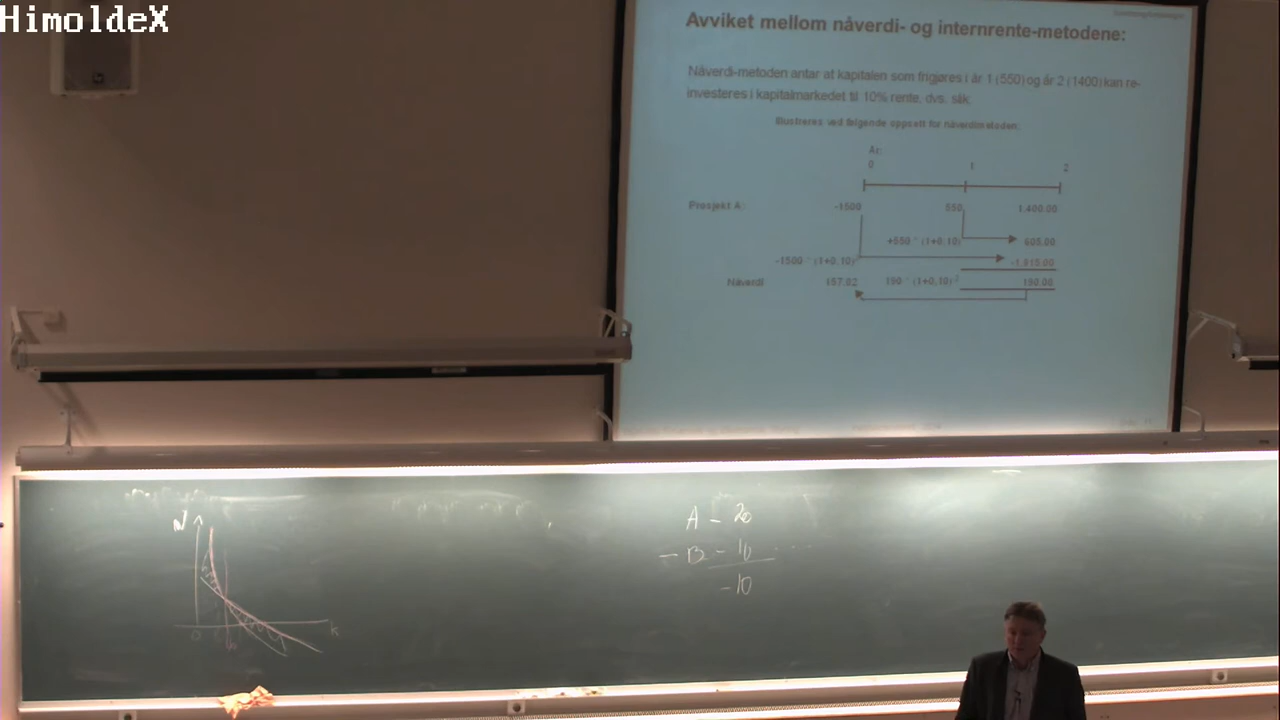 HimoldeX
Avviket mellom nåverdi- og internrente-metodene:
Nåverdi-metoden antar at kapitalen som frigjøres i år 1 (550) og år 2 (1400) kan re-
investeres i kapitalmarkedet til 10% rente, dvs. slik:
Illustreres ved følgende oppsett for nåverdimetoden:
År:
0 1 2
Prosjekt A: -1500 550 1.400.00
+550 * (1+0.10) 605.00
-1500 * (1+0.10)² -1.815.00
Nåverdi 157.02 190 * (1+0.10)⁻² 190.00
A - 20
- B - 10
-10
N
0
k